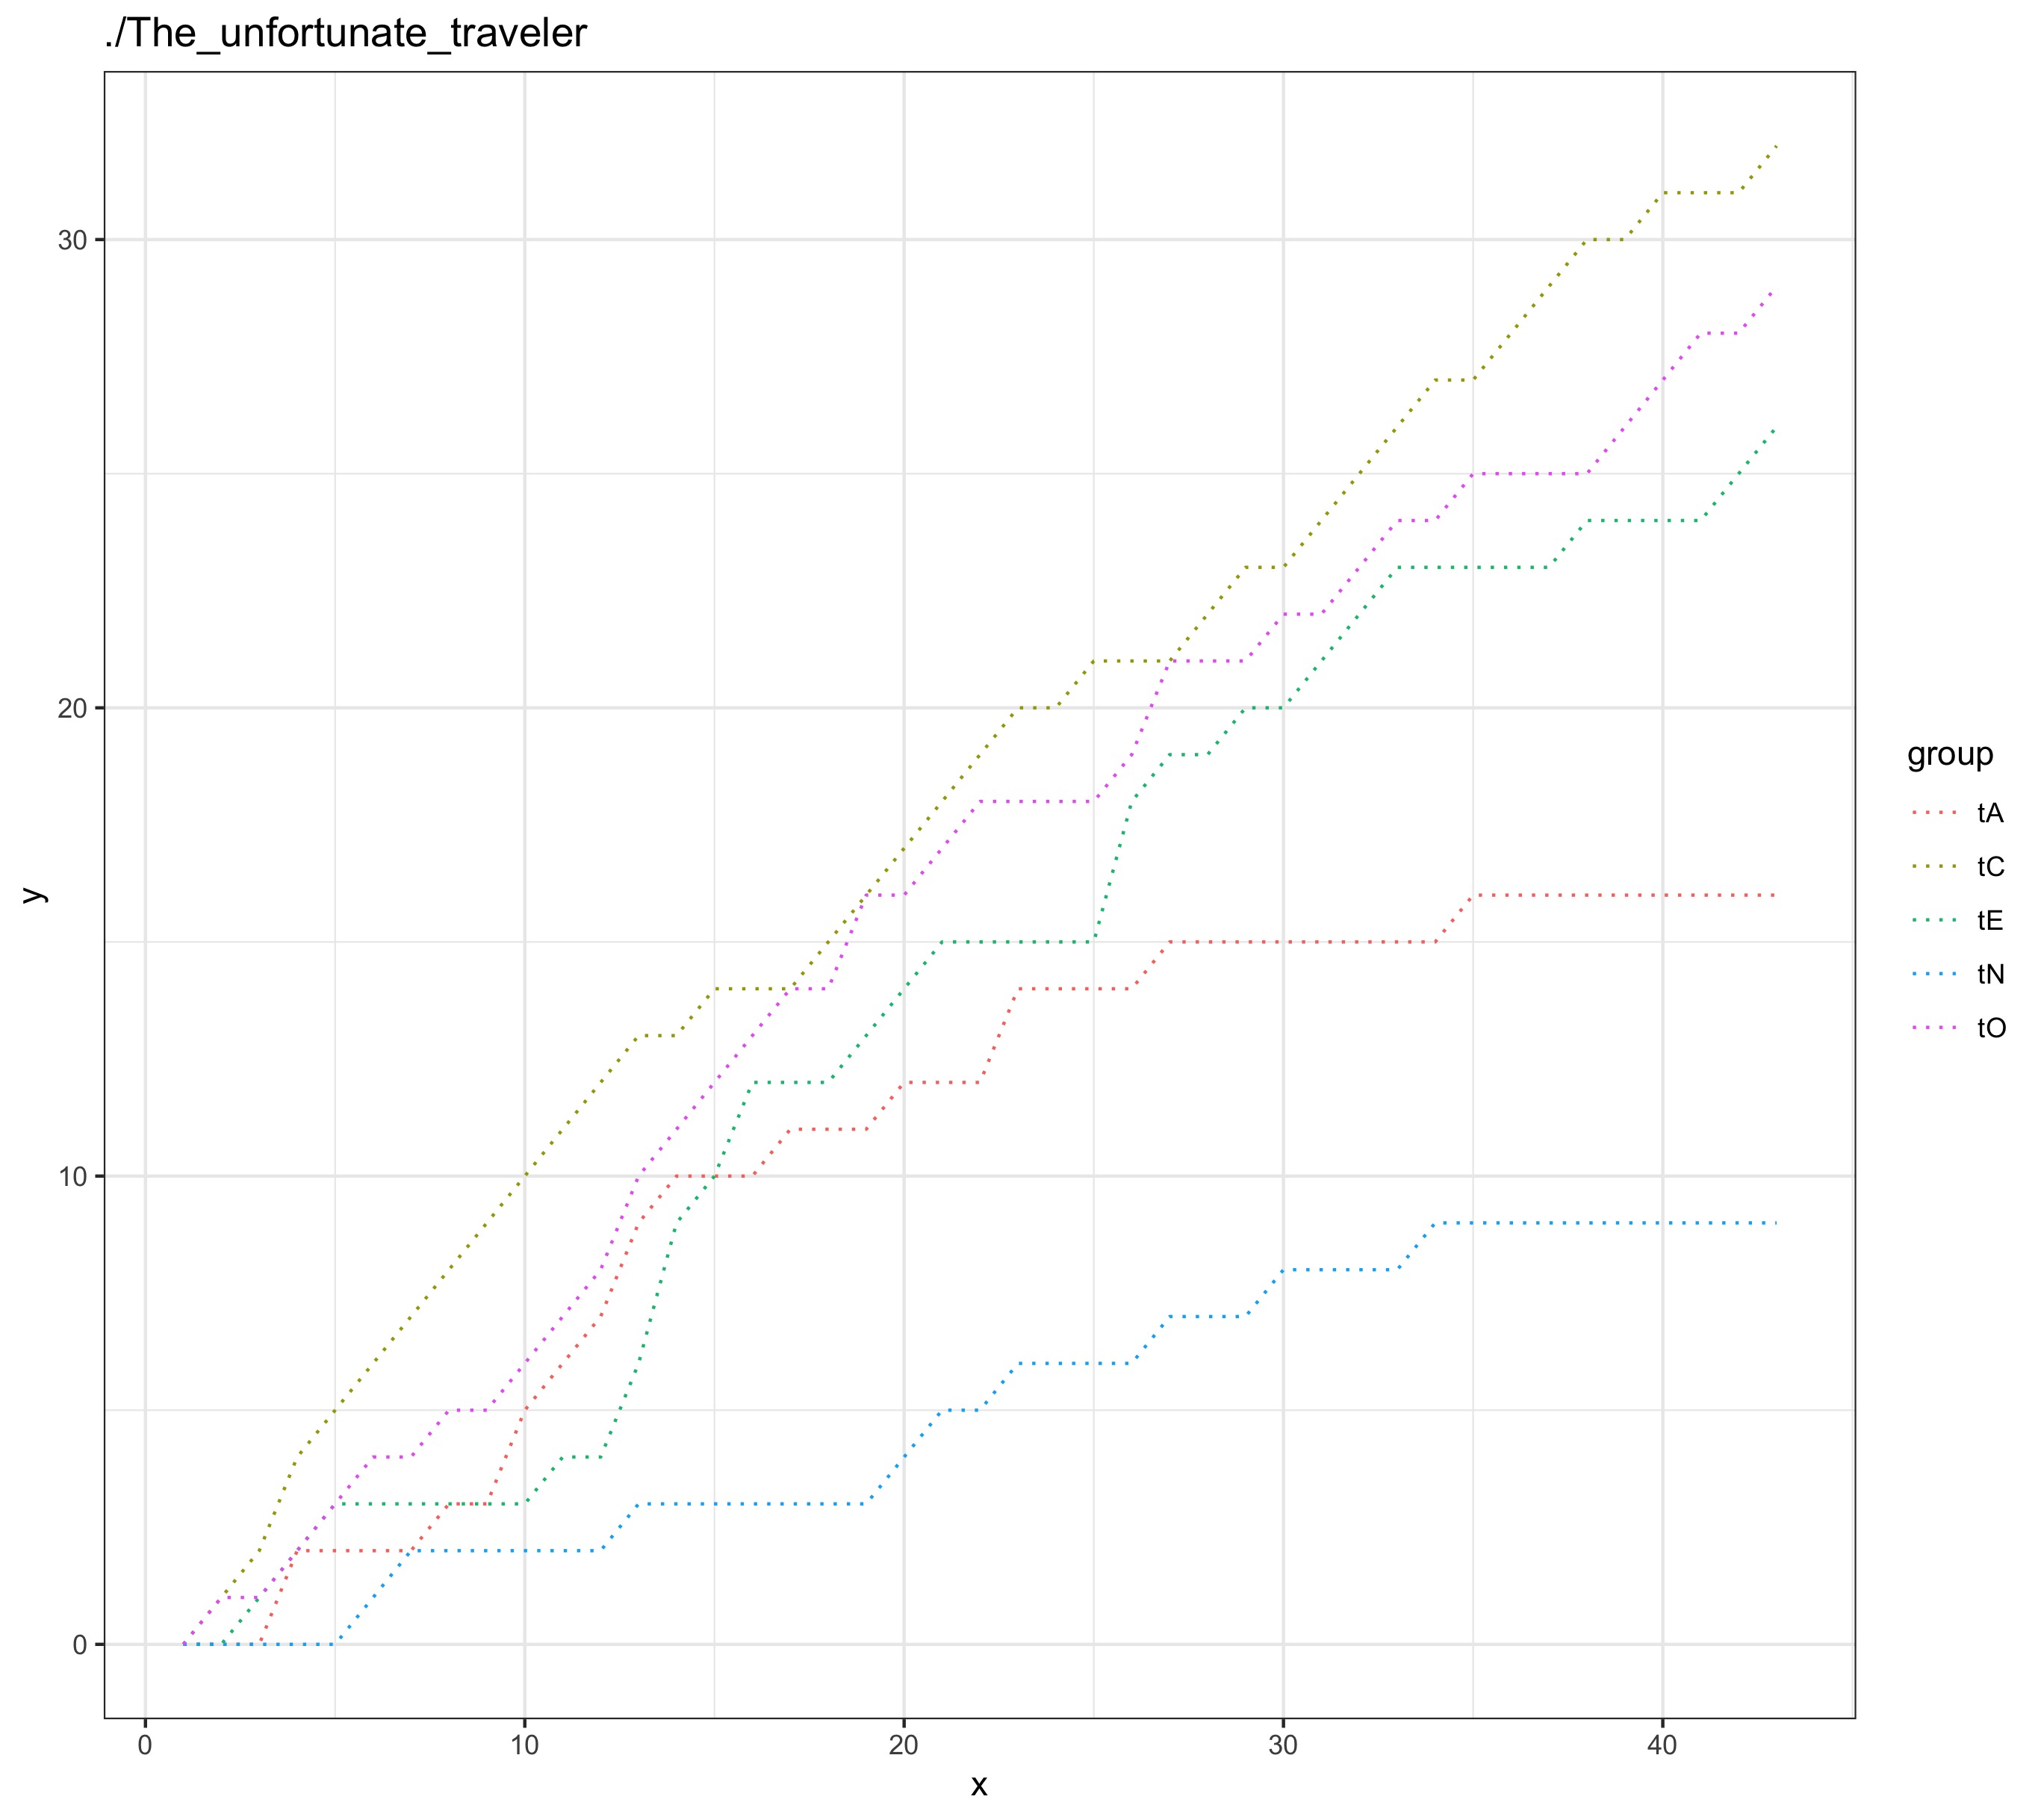 ./The_unfortunate_traveler
30
20
10
0
y
0 10 20 30 40
x
group
tA
tC
tE
tN
tO